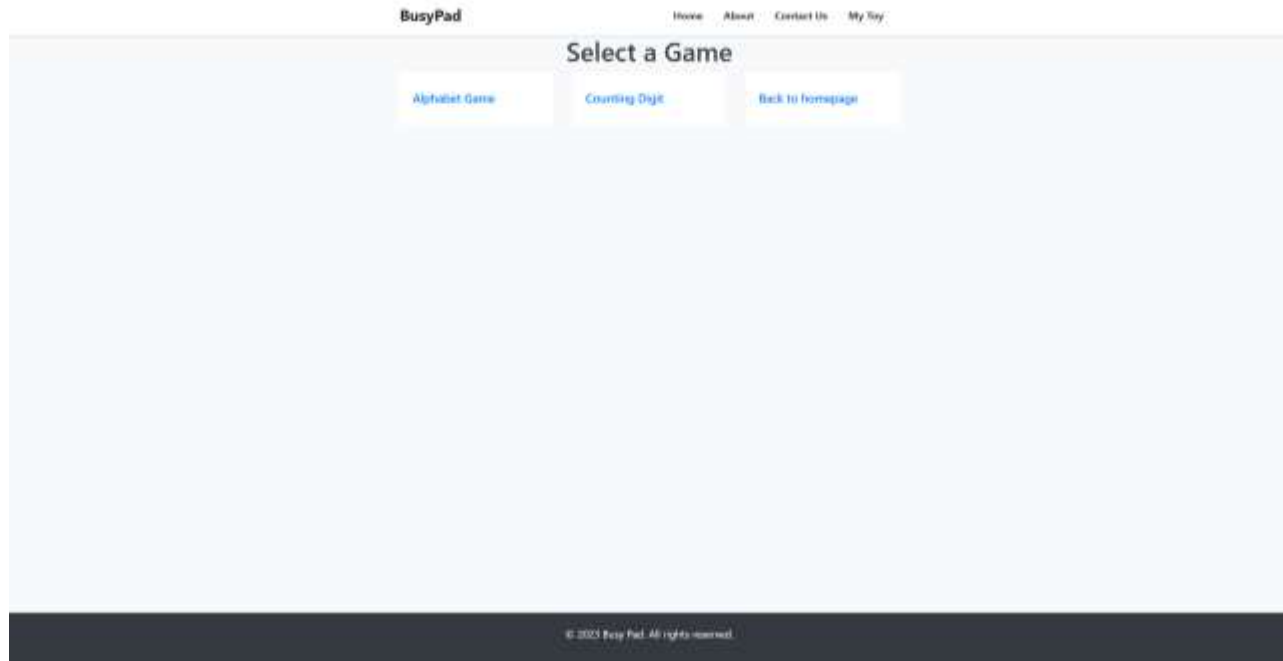 BusyPad Home About Contact Us My Toy
Select a Game
Alphabet Game Counting Digit Back to homepage
© 2023 Busy Pad. All rights reserved.